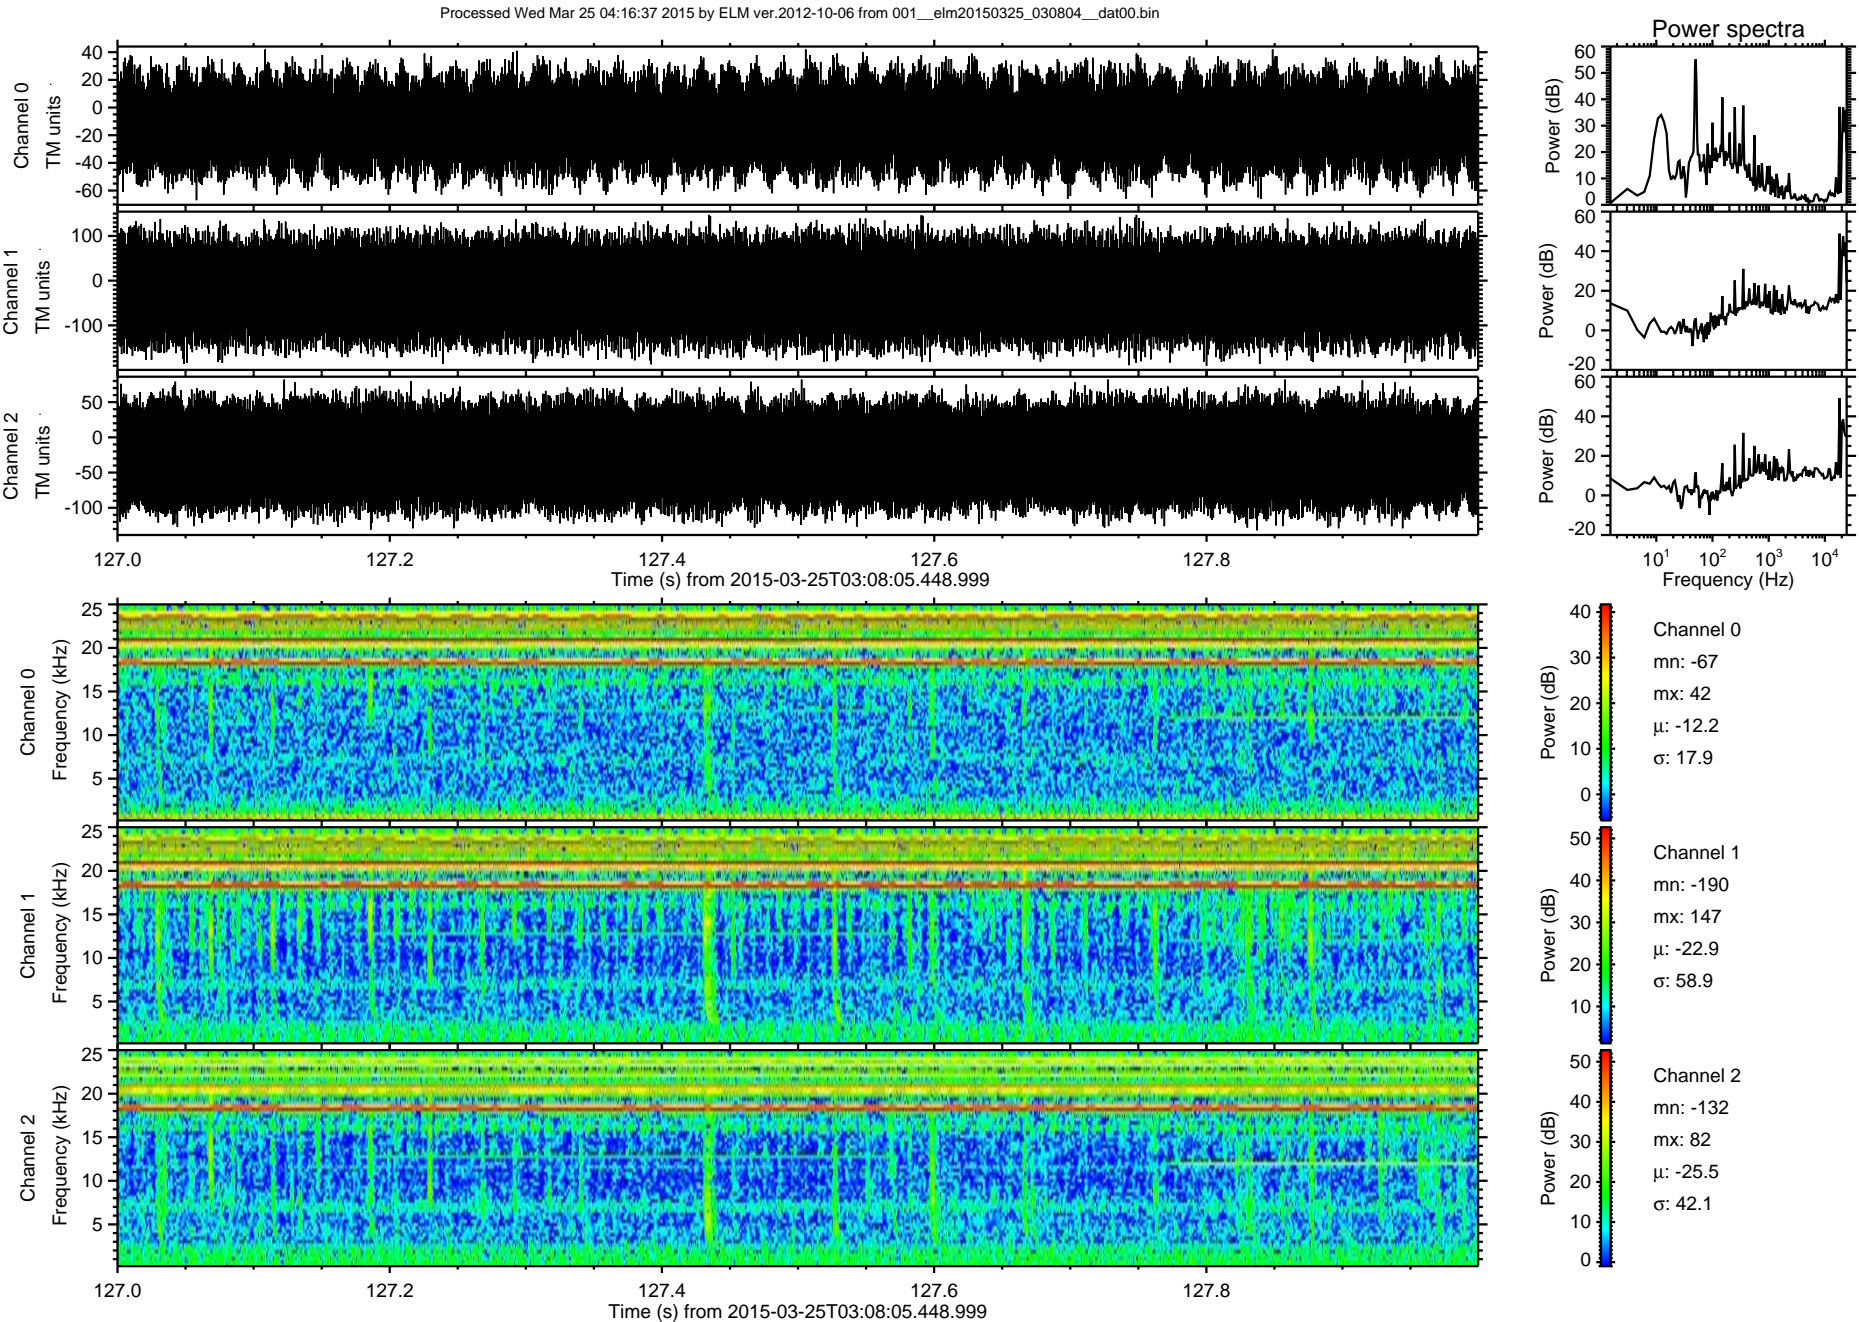 Processed Wed Mar 25 04:16:37 2015 by ELM ver.2012-10-06 from 001__elm20150325_030804__dat00.bin
Power spectra
Channel 0
TM units
40
20
0
-20
-40
-60
Power (dB)
60
50
40
30
20
10
0
Channel 1
TM units
100
0
-100
Power (dB)
60
40
20
0
-20
Channel 2
TM units
50
0
-50
-100
Power (dB)
60
40
20
0
-20
127.0 127.2 127.4 127.6 127.8
Time (s) from 2015-03-25T03:08:05.448.999
10¹ 10² 10³ 10⁴
Frequency (Hz)
Channel 0
Frequency (kHz)
25
20
15
10
5
Power (dB)
40
30
20
10
0
Channel 0
mn: -67
mx: 42
μ: -12.2
σ: 17.9
Channel 1
Frequency (kHz)
25
20
15
10
5
Power (dB)
50
40
30
20
10
Channel 1
mn: -190
mx: 147
μ: -22.9
σ: 58.9
Channel 2
Frequency (kHz)
25
20
15
10
5
Power (dB)
50
40
30
20
10
0
Channel 2
mn: -132
mx: 82
μ: -25.5
σ: 42.1
127.0 127.2 127.4 127.6 127.8
Time (s) from 2015-03-25T03:08:05.448.999